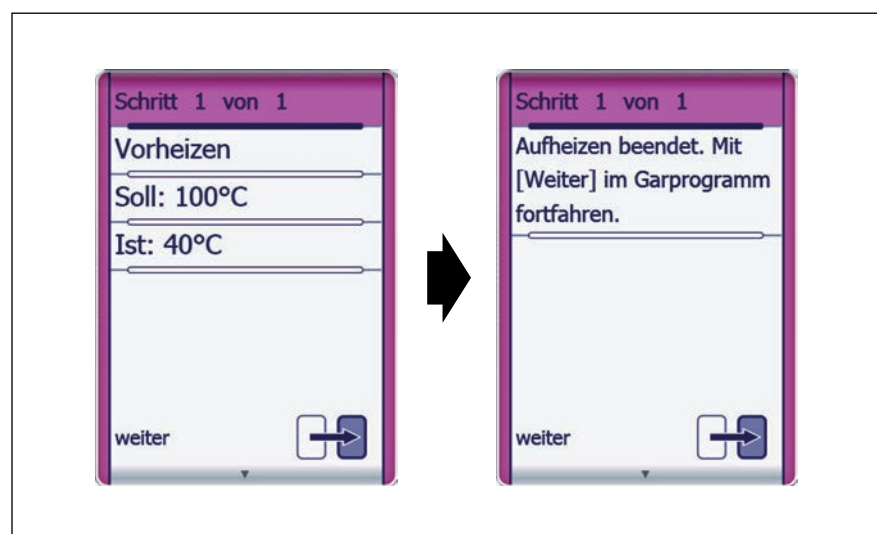 Schritt 1 von 1
Vorheizen
Soll: 100°C
Ist: 40°C
weiter
Schritt 1 von 1
Aufheizen beendet. Mit
[Weiter] im Garprogramm
fortfahren.
weiter